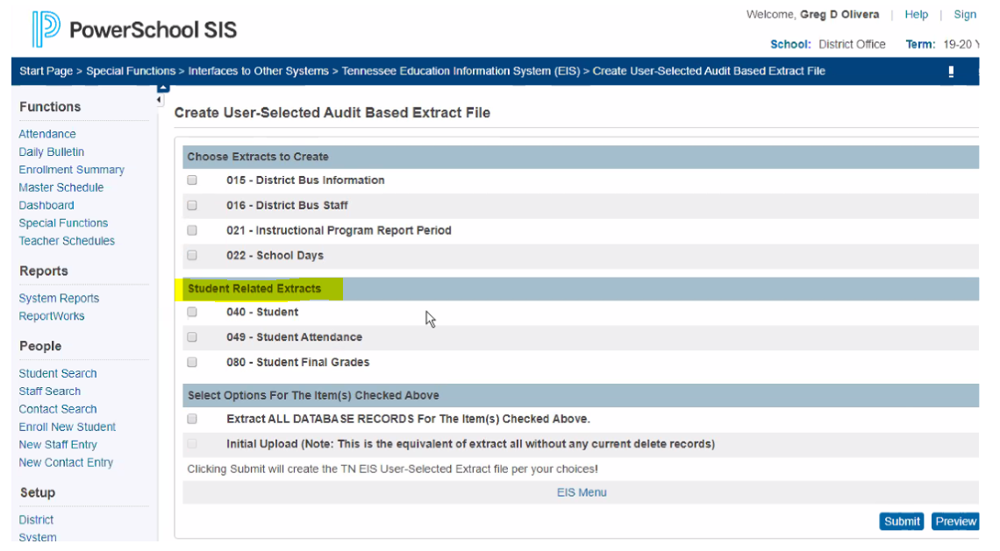 PowerSchool SIS
Welcome, Greg D Olivera | Help | Sign
School: District Office Term: 19-20
Start Page > Special Functions > Interfaces to Other Systems > Tennessee Education Information System (EIS) > Create User-Selected Audit Based Extract File
Functions
Attendance
Daily Bulletin
Enrollment Summary
Master Schedule
Dashboard
Special Functions
Teacher Schedules
Reports
System Reports
ReportWorks
People
Student Search
Staff Search
Contact Search
Enroll New Student
New Staff Entry
New Contact Entry
Setup
District
System
Create User-Selected Audit Based Extract File
Choose Extracts to Create
015 - District Bus Information
016 - District Bus Staff
021 - Instructional Program Report Period
022 - School Days
Student Related Extracts
040 - Student
049 - Student Attendance
080 - Student Final Grades
Select Options For The Item(s) Checked Above
Extract ALL DATABASE RECORDS For The Item(s) Checked Above.
Initial Upload (Note: This is the equivalent of extract all without any current delete records)
Clicking Submit will create the TN EIS User-Selected Extract file per your choices!
EIS Menu
Submit Preview